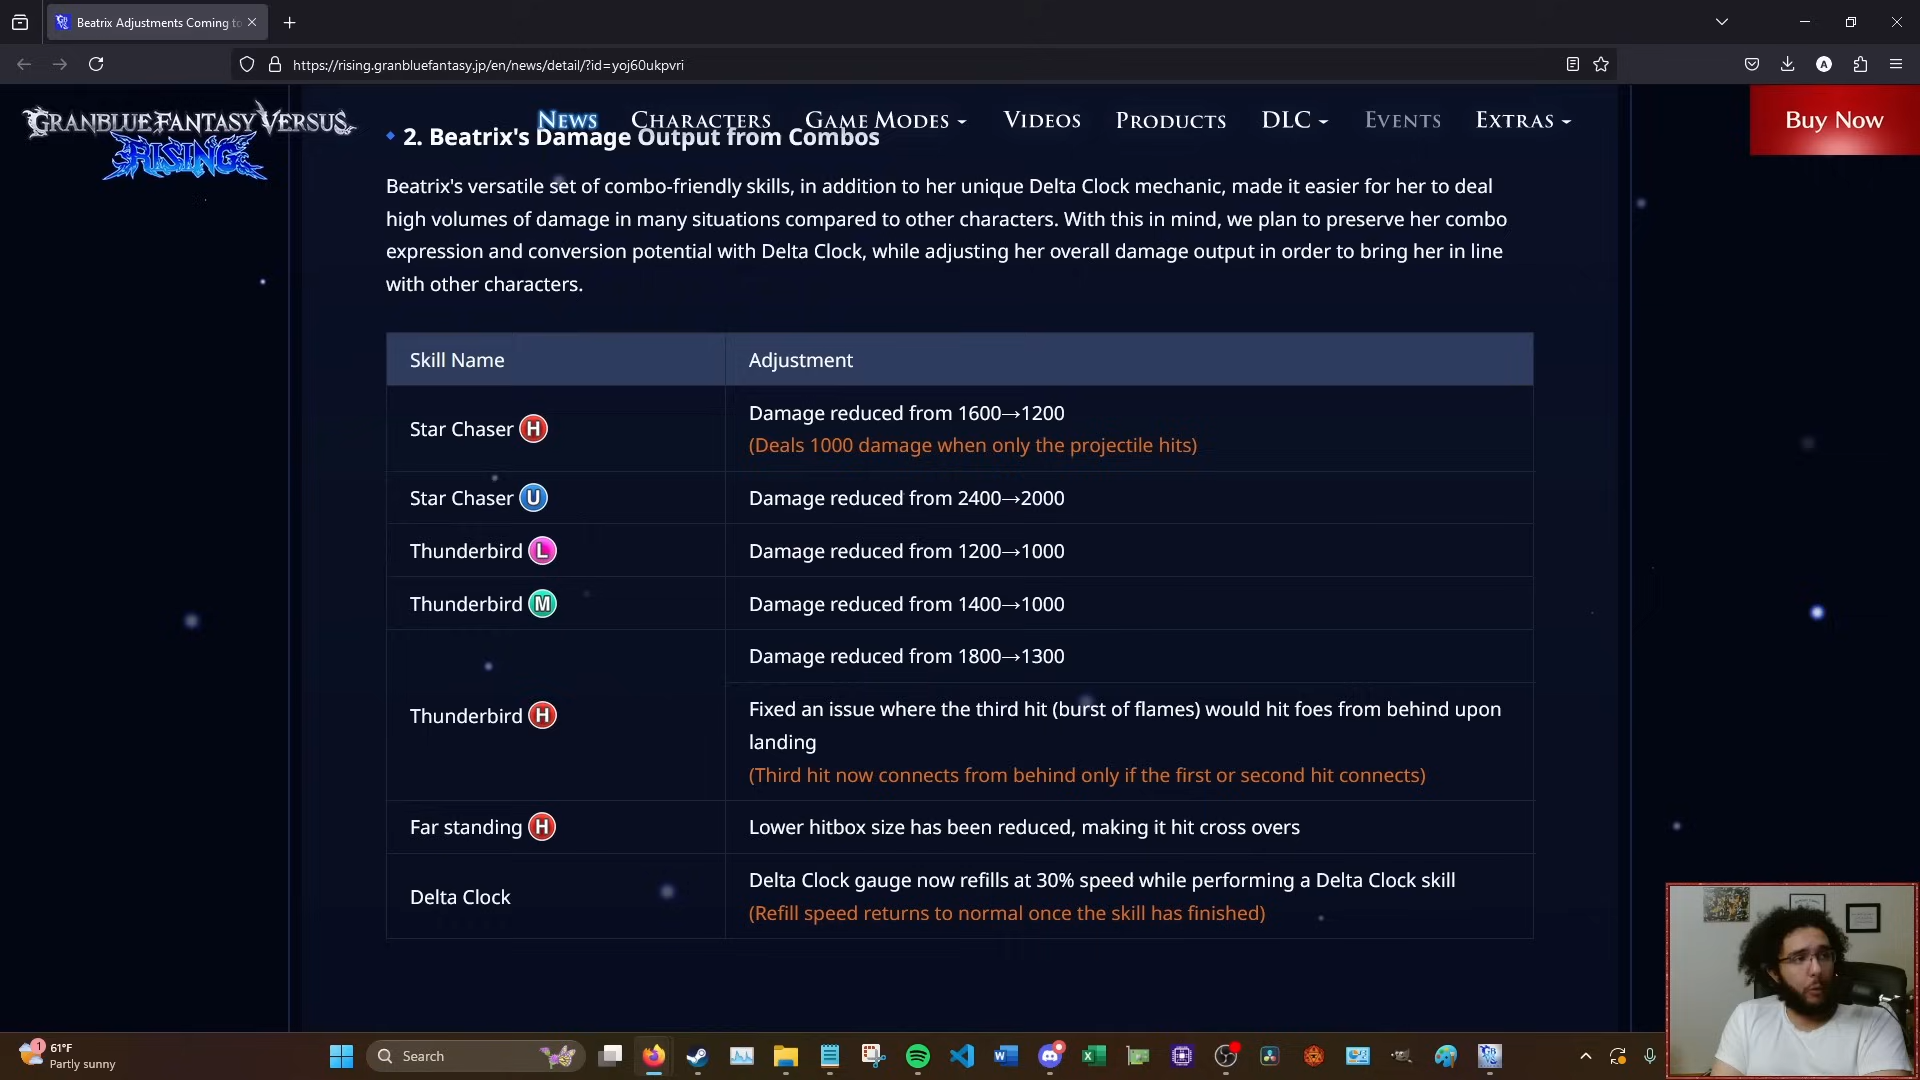 Beatrix Adjustments Coming to
https://rising.granbluefantasy.jp/en/news/detail/?id=yoj60ukpvri
GRANBLUE FANTASY VERSUS
RISING
NEWS
CHARACTERS
GAME MODES
VIDEOS
PRODUCTS
DLC
EVENTS
EXTRAS
Buy Now
2. Beatrix's Damage Output from Combos
Beatrix's versatile set of combo-friendly skills, in addition to her unique Delta Clock mechanic, made it easier for her to deal
high volumes of damage in many situations compared to other characters. With this in mind, we plan to preserve her combo
expression and conversion potential with Delta Clock, while adjusting her overall damage output in order to bring her in line
with other characters.
Skill Name
Adjustment
Star Chaser H
Damage reduced from 1600→1200
(Deals 1000 damage when only the projectile hits)
Star Chaser U
Damage reduced from 2400→2000
Thunderbird L
Damage reduced from 1200→1000
Thunderbird M
Damage reduced from 1400→1000
Thunderbird H
Damage reduced from 1800→1300
Fixed an issue where the third hit (burst of flames) would hit foes from behind upon
landing
(Third hit now connects from behind only if the first or second hit connects)
Far standing H
Lower hitbox size has been reduced, making it hit cross overs
Delta Clock
Delta Clock gauge now refills at 30% speed while performing a Delta Clock skill
(Refill speed returns to normal once the skill has finished)
1
61°F
Partly sunny
Search